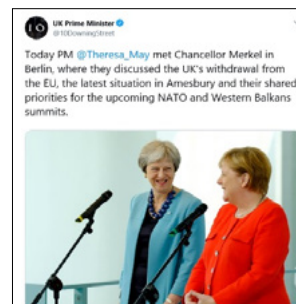 10
UK Prime Minister
@10DowningStreet
Today PM @Theresa_May met Chancellor Merkel in
Berlin, where they discussed the UK's withdrawal from
the EU, the latest situation in Amesbury and their shared
priorities for the upcoming NATO and Western Balkans
summits.